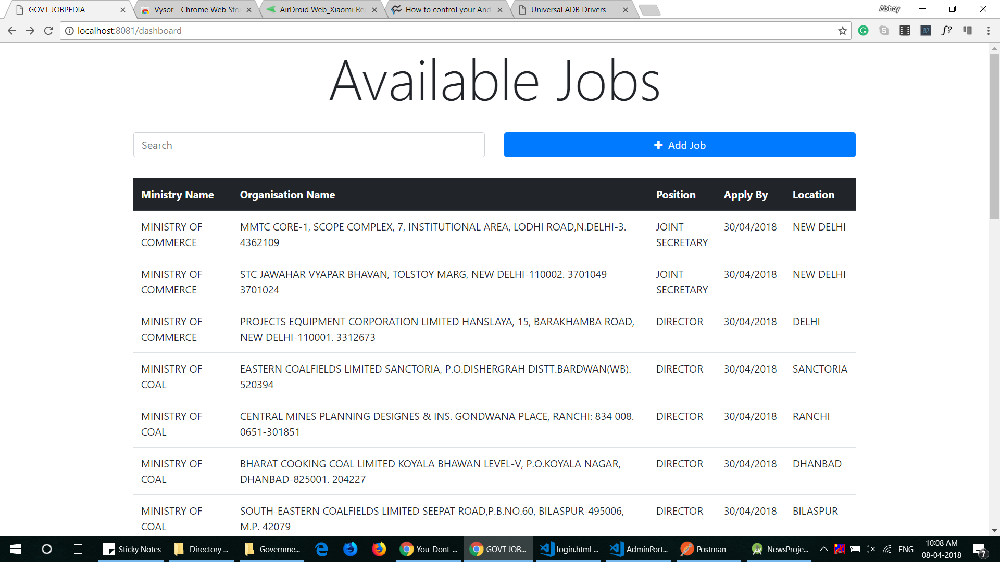 GOVT JOBPEDIA
Vysor - Chrome Web Sto
AirDroid Web_Xiaomi Re
How to control your And
Universal ADB Drivers
Abhay
localhost:8081/dashboard
f?
Available Jobs
Search
Add Job
Ministry Name Organisation Name Position Apply By Location
MINISTRY OF MMTC CORE-1, SCOPE COMPLEX, 7, INSTITUTIONAL AREA, LODHI ROAD,N.DELHI-3. JOINT 30/04/2018 NEW DELHI
COMMERCE 4362109 SECRETARY
MINISTRY OF STC JAWAHAR VYAPAR BHAVAN, TOLSTOY MARG, NEW DELHI-110002. 3701049 JOINT 30/04/2018 NEW DELHI
COMMERCE 3701024 SECRETARY
MINISTRY OF PROJECTS EQUIPMENT CORPORATION LIMITED HANSLAYA, 15, BARAKHAMBA ROAD, DIRECTOR 30/04/2018 DELHI
COMMERCE NEW DELHI-110001. 3312673
MINISTRY OF EASTERN COALFIELDS LIMITED SANCTORIA, P.O.DISHERGRAH DISTT.BARDWAN(WB). DIRECTOR 30/04/2018 SANCTORIA
COAL 520394
MINISTRY OF CENTRAL MINES PLANNING DESIGNES & INS. GONDWANA PLACE, RANCHI: 834 008. DIRECTOR 30/04/2018 RANCHI
COAL 0651-301851
MINISTRY OF BHARAT COOKING COAL LIMITED KOYALA BHAWAN LEVEL-V, P.O.KOYALA NAGAR, DIRECTOR 30/04/2018 DHANBAD
COAL DHANBAD-825001. 204227
MINISTRY OF SOUTH-EASTERN COALFIELDS LIMITED SEEPAT ROAD,P.B.NO.60, BILASPUR-495006, DIRECTOR 30/04/2018 BILASPUR
COAL M.P. 42079
Sticky Notes
Directory ...
Governme...
You-Dont-...
GOVT JOB...
login.html ...
AdminPort...
Postman
NewsProje...
ENG
10:08 AM
08-04-2018
7